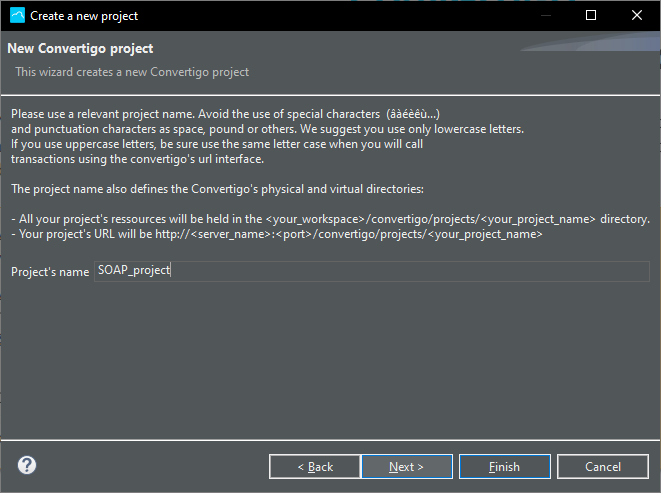 Create a new project
New Convertigo project
This wizard creates a new Convertigo project
Please use a relevant project name. Avoid the use of special characters  (âàéèêù...)
and punctuation characters as space, pound or others. We suggest you use only lowercase letters.
If you use uppercase letters, be sure use the same letter case when you will call
transactions using the convertigo's url interface.
The project name also defines the Convertigo's physical and virtual directories:
- All your project's ressources will be held in the <your_workspace>/convertigo/projects/<your_project_name> directory.
- Your project's URL will be http://<server_name>:<port>/convertigo/projects/<your_project_name>
Project's name SOAP_project
? < Back Next > Finish Cancel